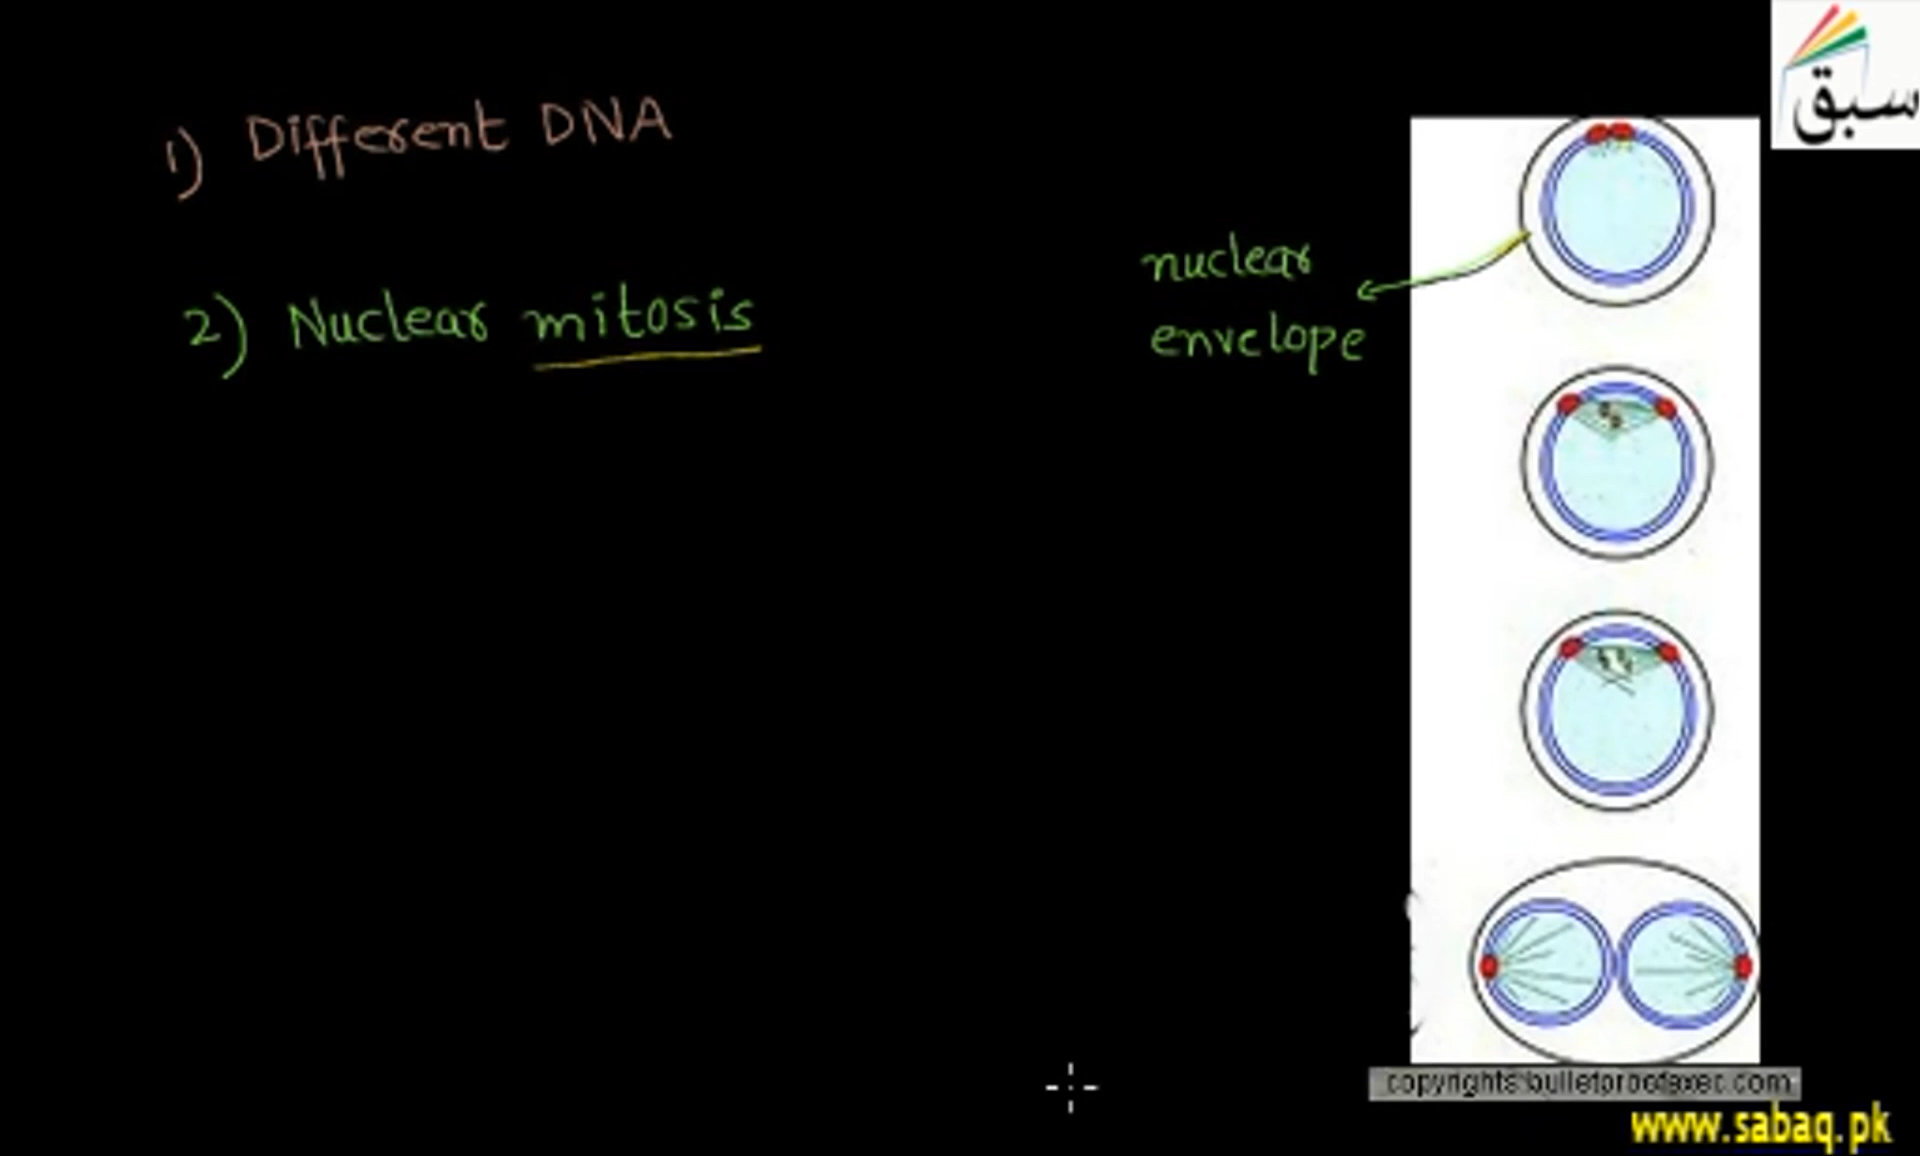 سبق
1) Different DNA
2) Nuclear mitosis
nuclear
envelope
copyrights bulletproofexec.com
www.sabaq.pk